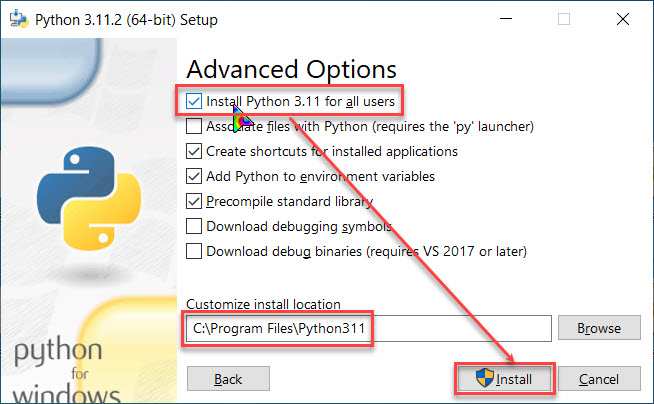 Python 3.11.2 (64-bit) Setup
Advanced Options
Install Python 3.11 for all users
Associate files with Python (requires the 'py' launcher)
Create shortcuts for installed applications
Add Python to environment variables
Precompile standard library
Download debugging symbols
Download debug binaries (requires VS 2017 or later)
Customize install location
C:\Program Files\Python311
Browse
python
for
windows
Back
Install
Cancel